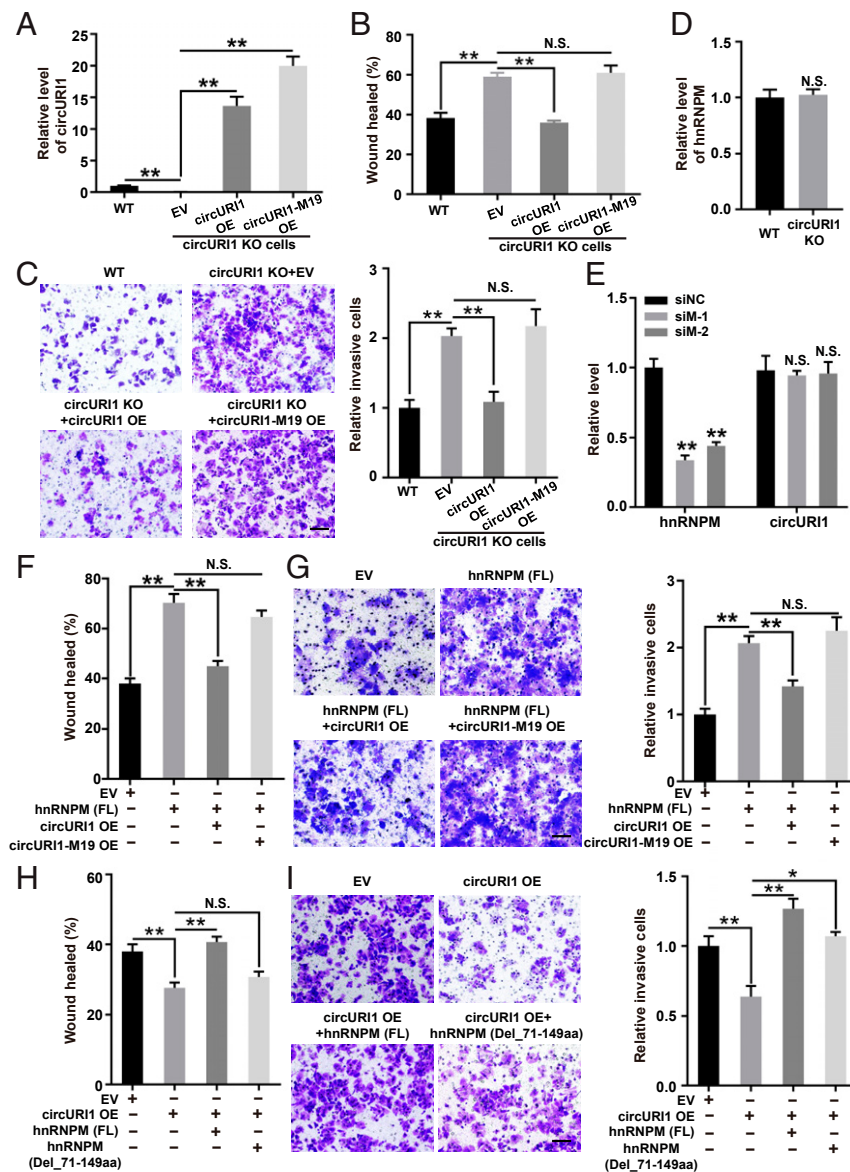 A
Relative level
of circURI1
25
20
15
10
5
0
**
**
**
WT
EV
circURI1
OE
circURI1-M19
OE
circURI1 KO cells
B
Wound healed (%)
80
60
40
20
0
N.S.
**
**
WT
EV
circURI1
OE
circURI1-M19
OE
circURI1 KO cells
D
Relative level
of hnRNPM
1.5
1.0
0.5
0.0
N.S.
WT
circURI1
KO
C
WT
circURI1 KO+EV
circURI1 KO
+circURI1 OE
circURI1 KO
+circURI1-M19 OE
Relative invasive cells
3
2
1
0
N.S.
**
**
WT
EV
circURI1
OE
circURI1-M19
OE
circURI1 KO cells
E
siNC
siM-1
siM-2
Relative level
1.5
1.0
0.5
0.0
**
**
N.S.
N.S.
hnRNPM
circURI1
F
Wound healed (%)
80
60
40
20
0
N.S.
**
**
EV + − − −
hnRNPM (FL) − + + +
circURI1 OE − − + −
circURI1-M19 OE − − − +
G
EV
hnRNPM (FL)
hnRNPM (FL)
+circURI1 OE
hnRNPM (FL)
+circURI1-M19 OE
Relative invasive cells
3
2
1
0
N.S.
**
**
EV + − − −
hnRNPM (FL) − + + +
circURI1 OE − − + −
circURI1-M19 OE − − − +
H
Wound healed (%)
60
40
20
0
N.S.
**
**
EV + − − −
circURI1 OE − + + +
hnRNPM (FL) − − + −
hnRNPM − − − +
(Del_71-149aa)
I
EV
circURI1 OE
circURI1 OE
+hnRNPM (FL)
circURI1 OE+
hnRNPM (Del_71-149aa)
Relative invasive cells
1.5
1.0
0.5
0.0
*
**
**
EV + − − −
circURI1 OE − + + +
hnRNPM (FL) − − + −
hnRNPM − − − +
(Del_71-149aa)